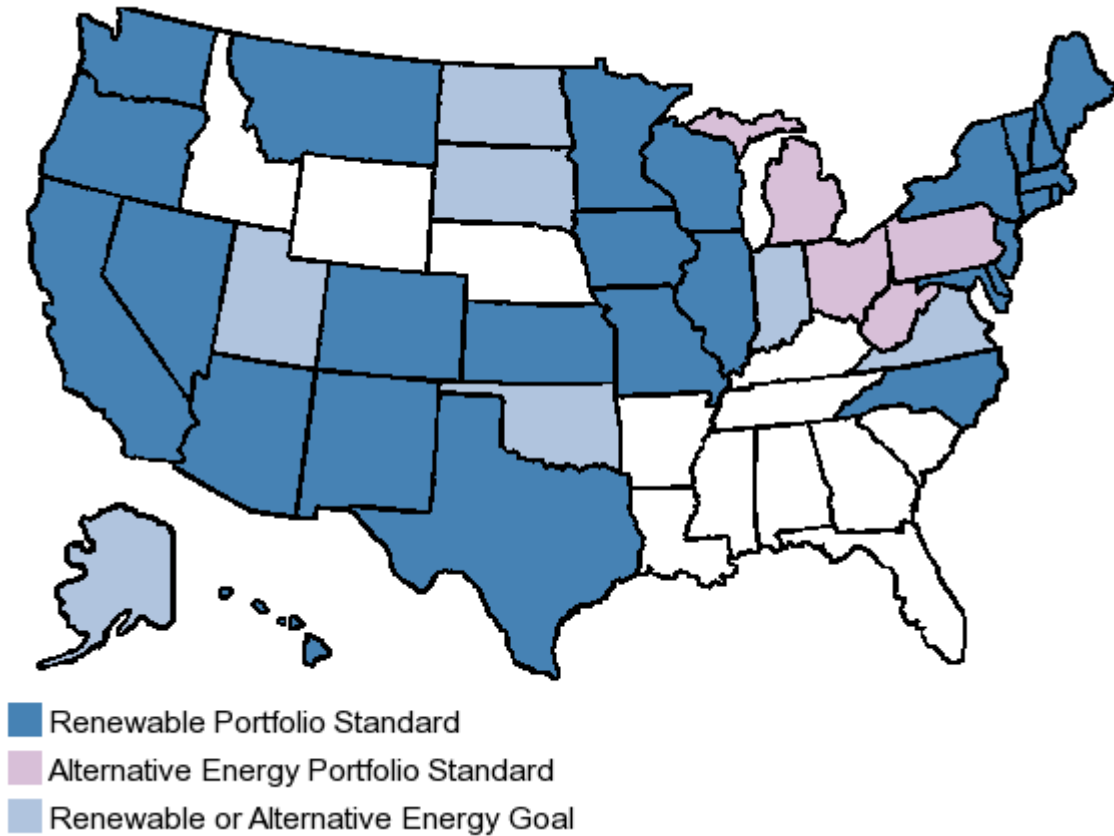 Renewable Portfolio Standard
Alternative Energy Portfolio Standard
Renewable or Alternative Energy Goal